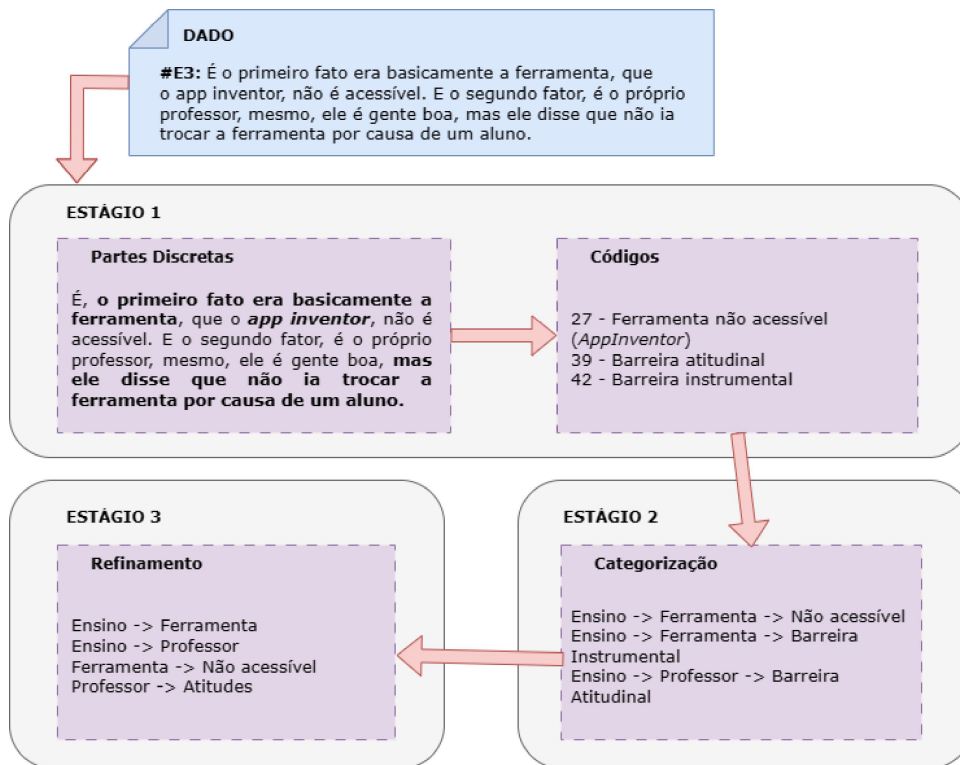 DADO
#E3: É o primeiro fato era basicamente a ferramenta, que
o app inventor, não é acessível. E o segundo fator, é o próprio
professor, mesmo, ele é gente boa, mas ele disse que não ia
trocar a ferramenta por causa de um aluno.
ESTÁGIO 1
Partes Discretas
É, o primeiro fato era basicamente a
ferramenta, que o app inventor, não é
acessível. E o segundo fator, é o próprio
professor, mesmo, ele é gente boa, mas
ele disse que não ia trocar a
ferramenta por causa de um aluno.
Códigos
27 - Ferramenta não acessível
(AppInventor)
39 - Barreira atitudinal
42 - Barreira instrumental
ESTÁGIO 2
Categorização
Ensino -> Ferramenta -> Não acessível
Ensino -> Ferramenta -> Barreira
Instrumental
Ensino -> Professor -> Barreira
Atitudinal
ESTÁGIO 3
Refinamento
Ensino -> Ferramenta
Ensino -> Professor
Ferramenta -> Não acessível
Professor -> Atitudes